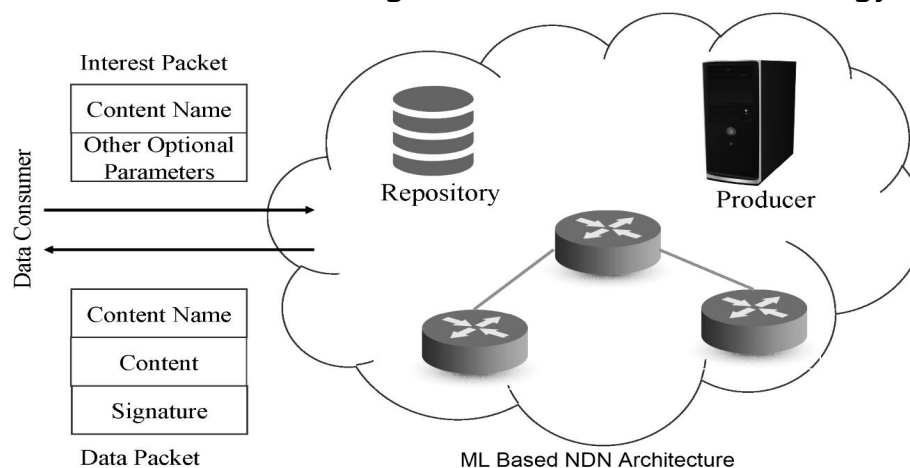 Interest Packet
Content Name
Other Optional
Parameters
Repository
Producer
Data Consumer
Content Name
Content
Signature
Data Packet
ML Based NDN Architecture